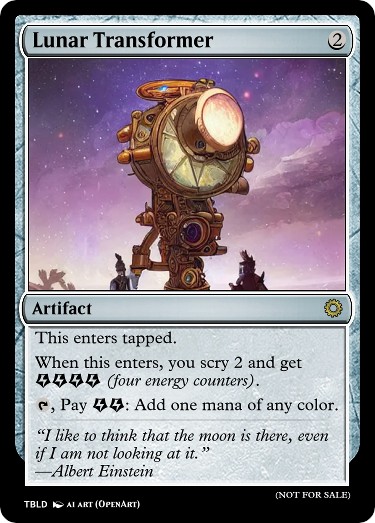 Lunar Transformer 2
Artifact
This enters tapped.
When this enters, you scry 2 and get
(four energy counters).
, Pay : Add one mana of any color.
“I like to think that the moon is there, even
if I am not looking at it.”
—Albert Einstein
(NOT FOR SALE)
TBLD AI ART (OPENART)